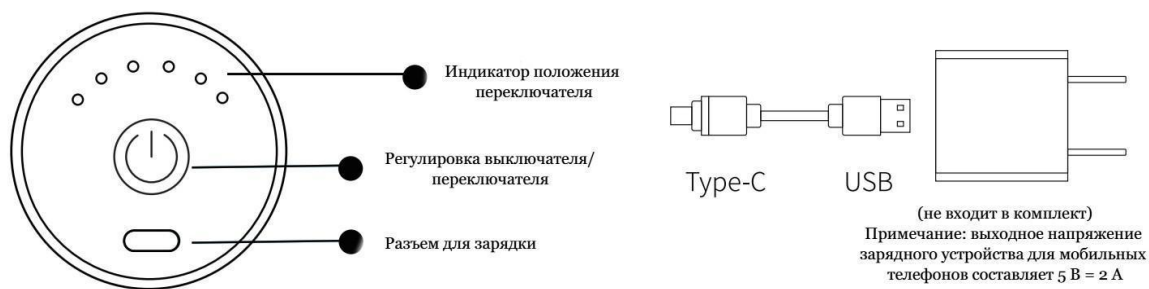 Индикатор положения
переключателя
Регулировка выключателя/
переключателя
Разъем для зарядки
Type-C
USB
(не входит в комплект)
Примечание: выходное напряжение
зарядного устройства для мобильных
телефонов составляет 5 В = 2 А